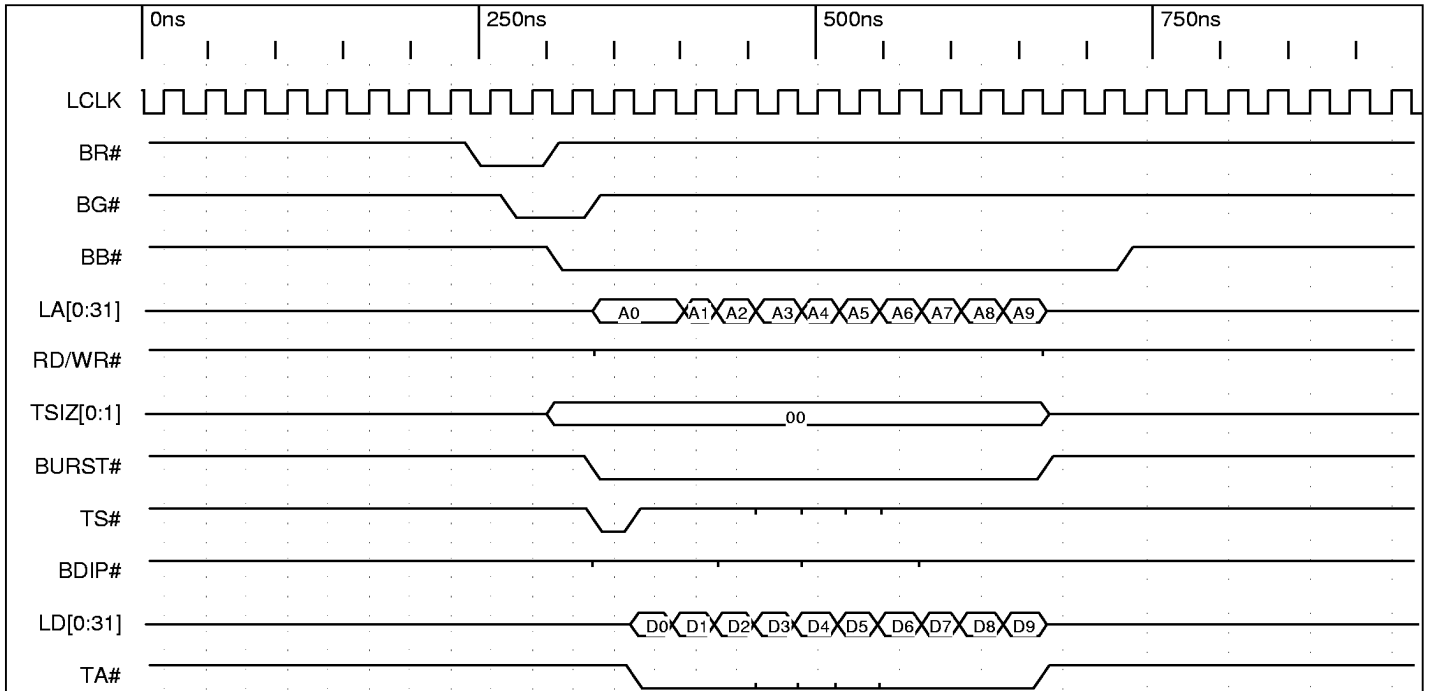 0ns 250ns 500ns 750ns
LCLK
BR#
BG#
BB#
LA[0:31] A0 A1 A2 A3 A4 A5 A6 A7 A8 A9
RD/WR#
TSIZ[0:1] 00
BURST#
TS#
BDIP#
LD[0:31] D0 D1 D2 D3 D4 D5 D6 D7 D8 D9
TA#